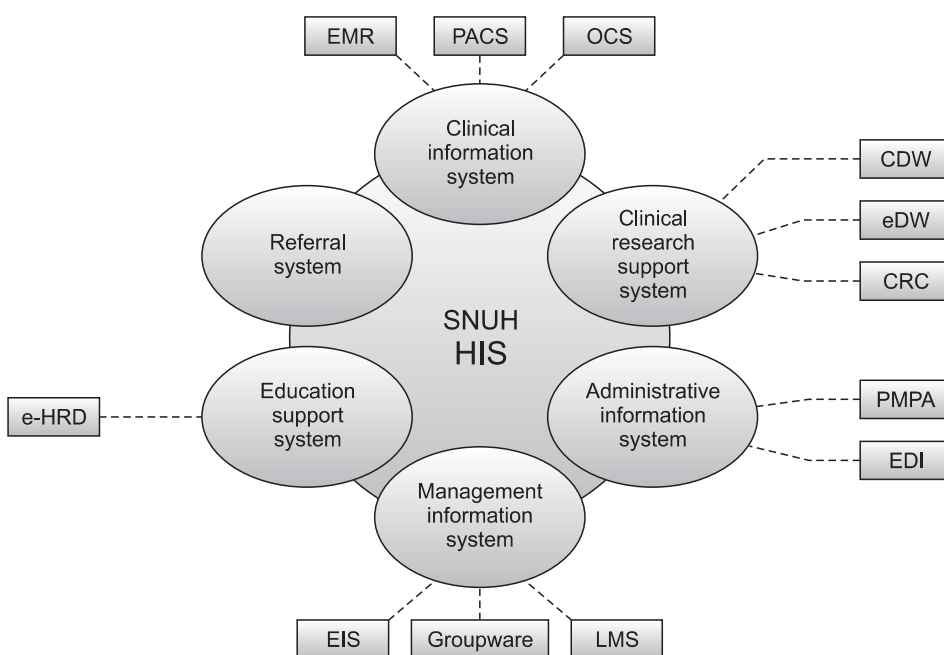 EMR
PACS
OCS
Clinical
information
system
CDW
eDW
CRC
Clinical
research
support
system
Referral
system
SNUH
HIS
e-HRD
Education
support
system
Administrative
information
system
PMPA
EDI
Management
information
system
EIS
Groupware
LMS